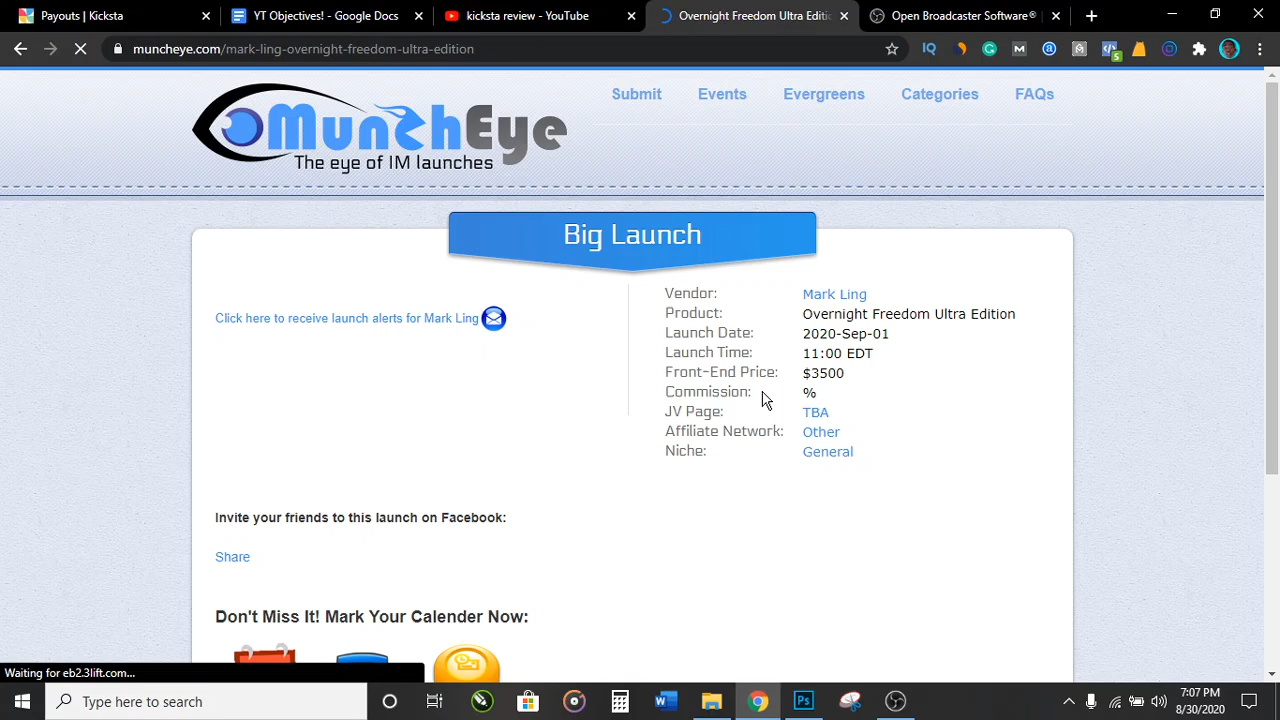 Payouts | Kicksta
YT Objectives! - Google Docs
kicksta review - YouTube
Overnight Freedom Ultra Editio
Open Broadcaster Software®
muncheye.com/mark-ling-overnight-freedom-ultra-edition
IQ
M
5
MunchEye
The eye of IM launches
Submit
Events
Evergreens
Categories
FAQs
Big Launch
Click here to receive launch alerts for Mark Ling
Vendor: Mark Ling
Product: Overnight Freedom Ultra Edition
Launch Date: 2020-Sep-01
Launch Time: 11:00 EDT
Front-End Price: $3500
Commission: %
JV Page: TBA
Affiliate Network: Other
Niche: General
Invite your friends to this launch on Facebook:
Share
Don't Miss It! Mark Your Calender Now:
Waiting for eb2.3lift.com...
Type here to search
Ps
7:07 PM
8/30/2020